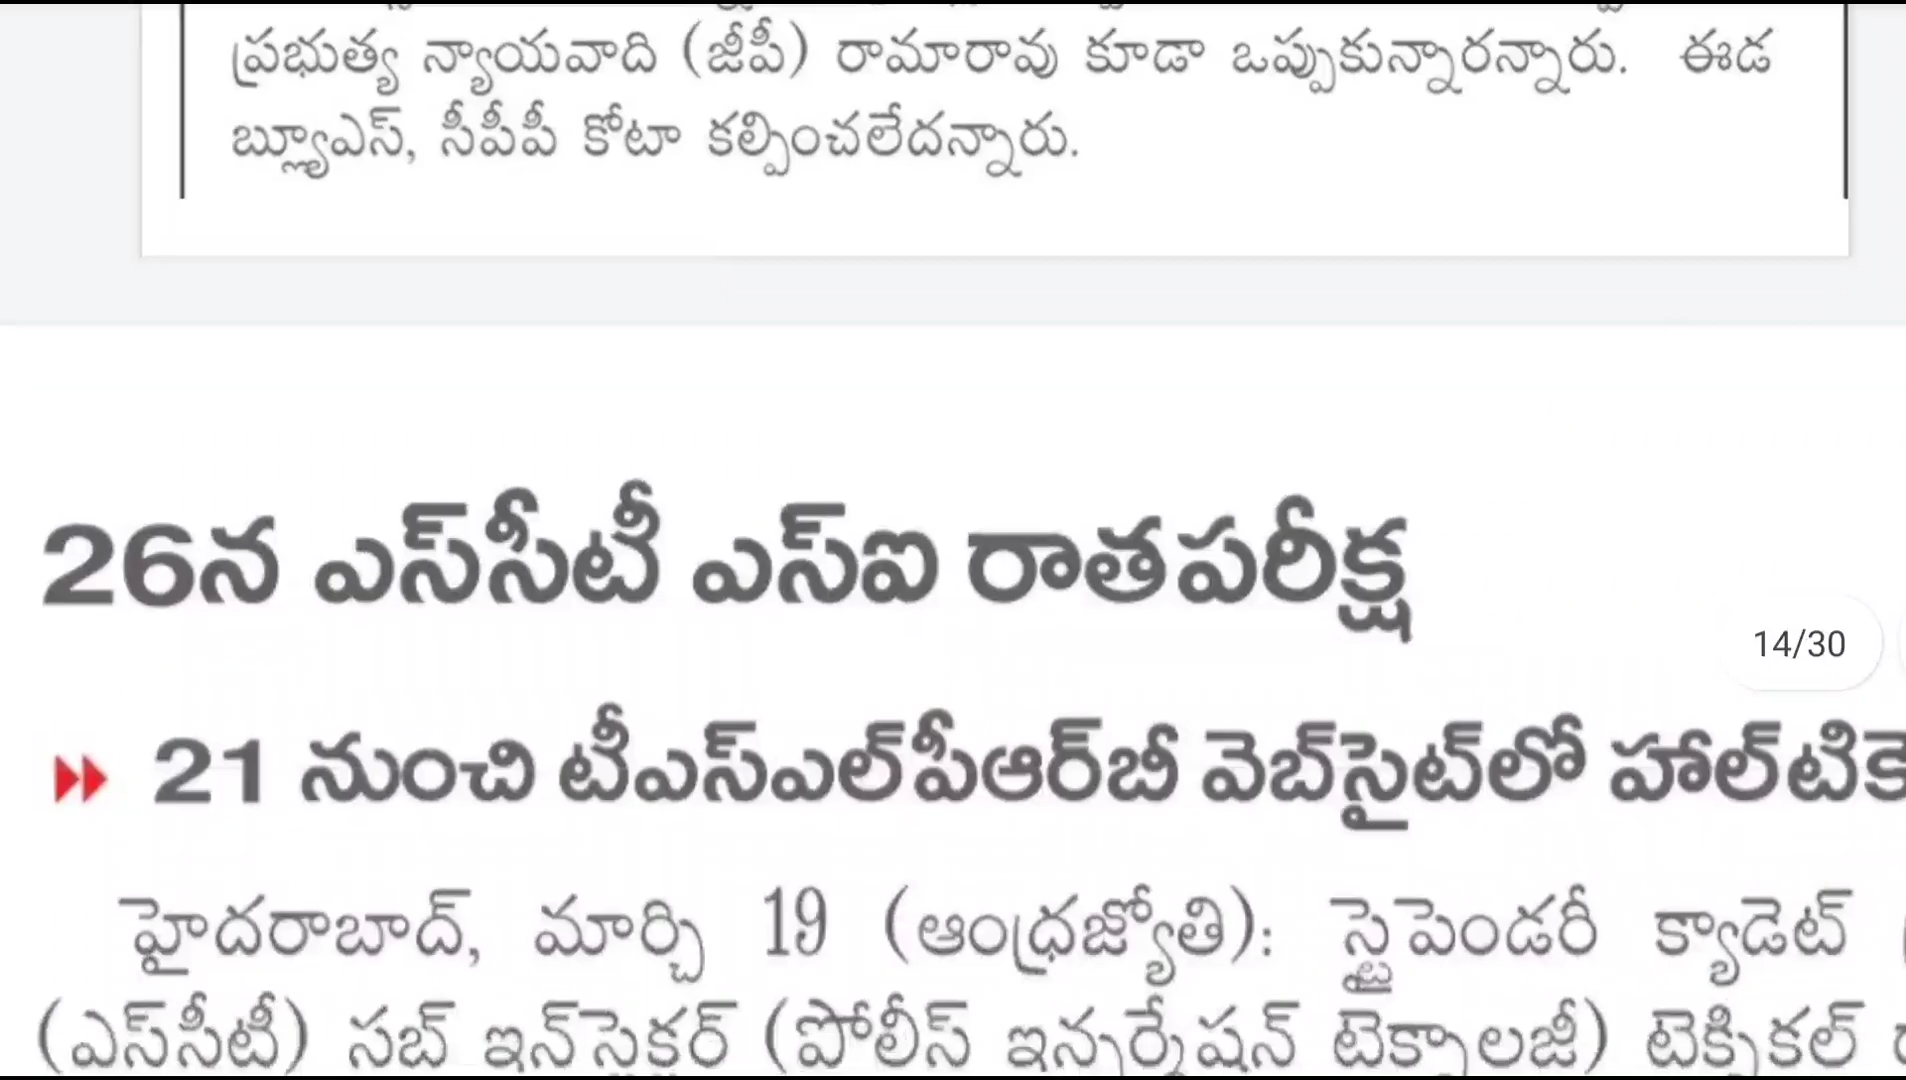 ప్రభుత్య న్యాయవాది (జీపీ) రామారావు కూడా ఒప్పుకున్నారన్నారు. ఈడ
బ్ల్యూఎస్, సీపీపీ కోటా కల్పించలేదన్నారు.
26న ఎస్‌సీటీ ఎస్ఐ రాతపరీక్ష
14/30
21 నుంచి టీఎస్ఎల్‌పీఆర్‌బీ వెబ్‌సైట్‌లో హాల్‌టికె
హైదరాబాద్, మార్చి 19 (ఆంధ్రజ్యోతి): స్టైపెండరీ క్యాడెట్
(ఎస్‌సీటీ) సబ్ ఇన్‌స్పెక్టర్ (పోలీస్ ఇన్ఫర్మేషన్ టెక్నాలజీ) టెక్నికల్